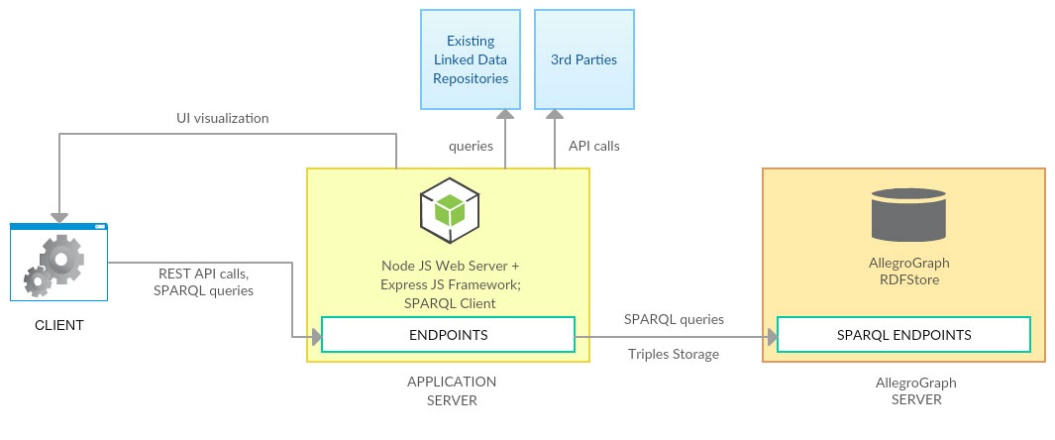 Existing
Linked Data
Repositories
3rd Parties
UI visualization
queries
API calls
REST API calls,
SPARQL queries
CLIENT
Node JS Web Server +
Express JS Framework;
SPARQL Client
ENDPOINTS
APPLICATION
SERVER
SPARQL queries
Triples Storage
AllegroGraph
RDFStore
SPARQL ENDPOINTS
AllegroGraph
SERVER